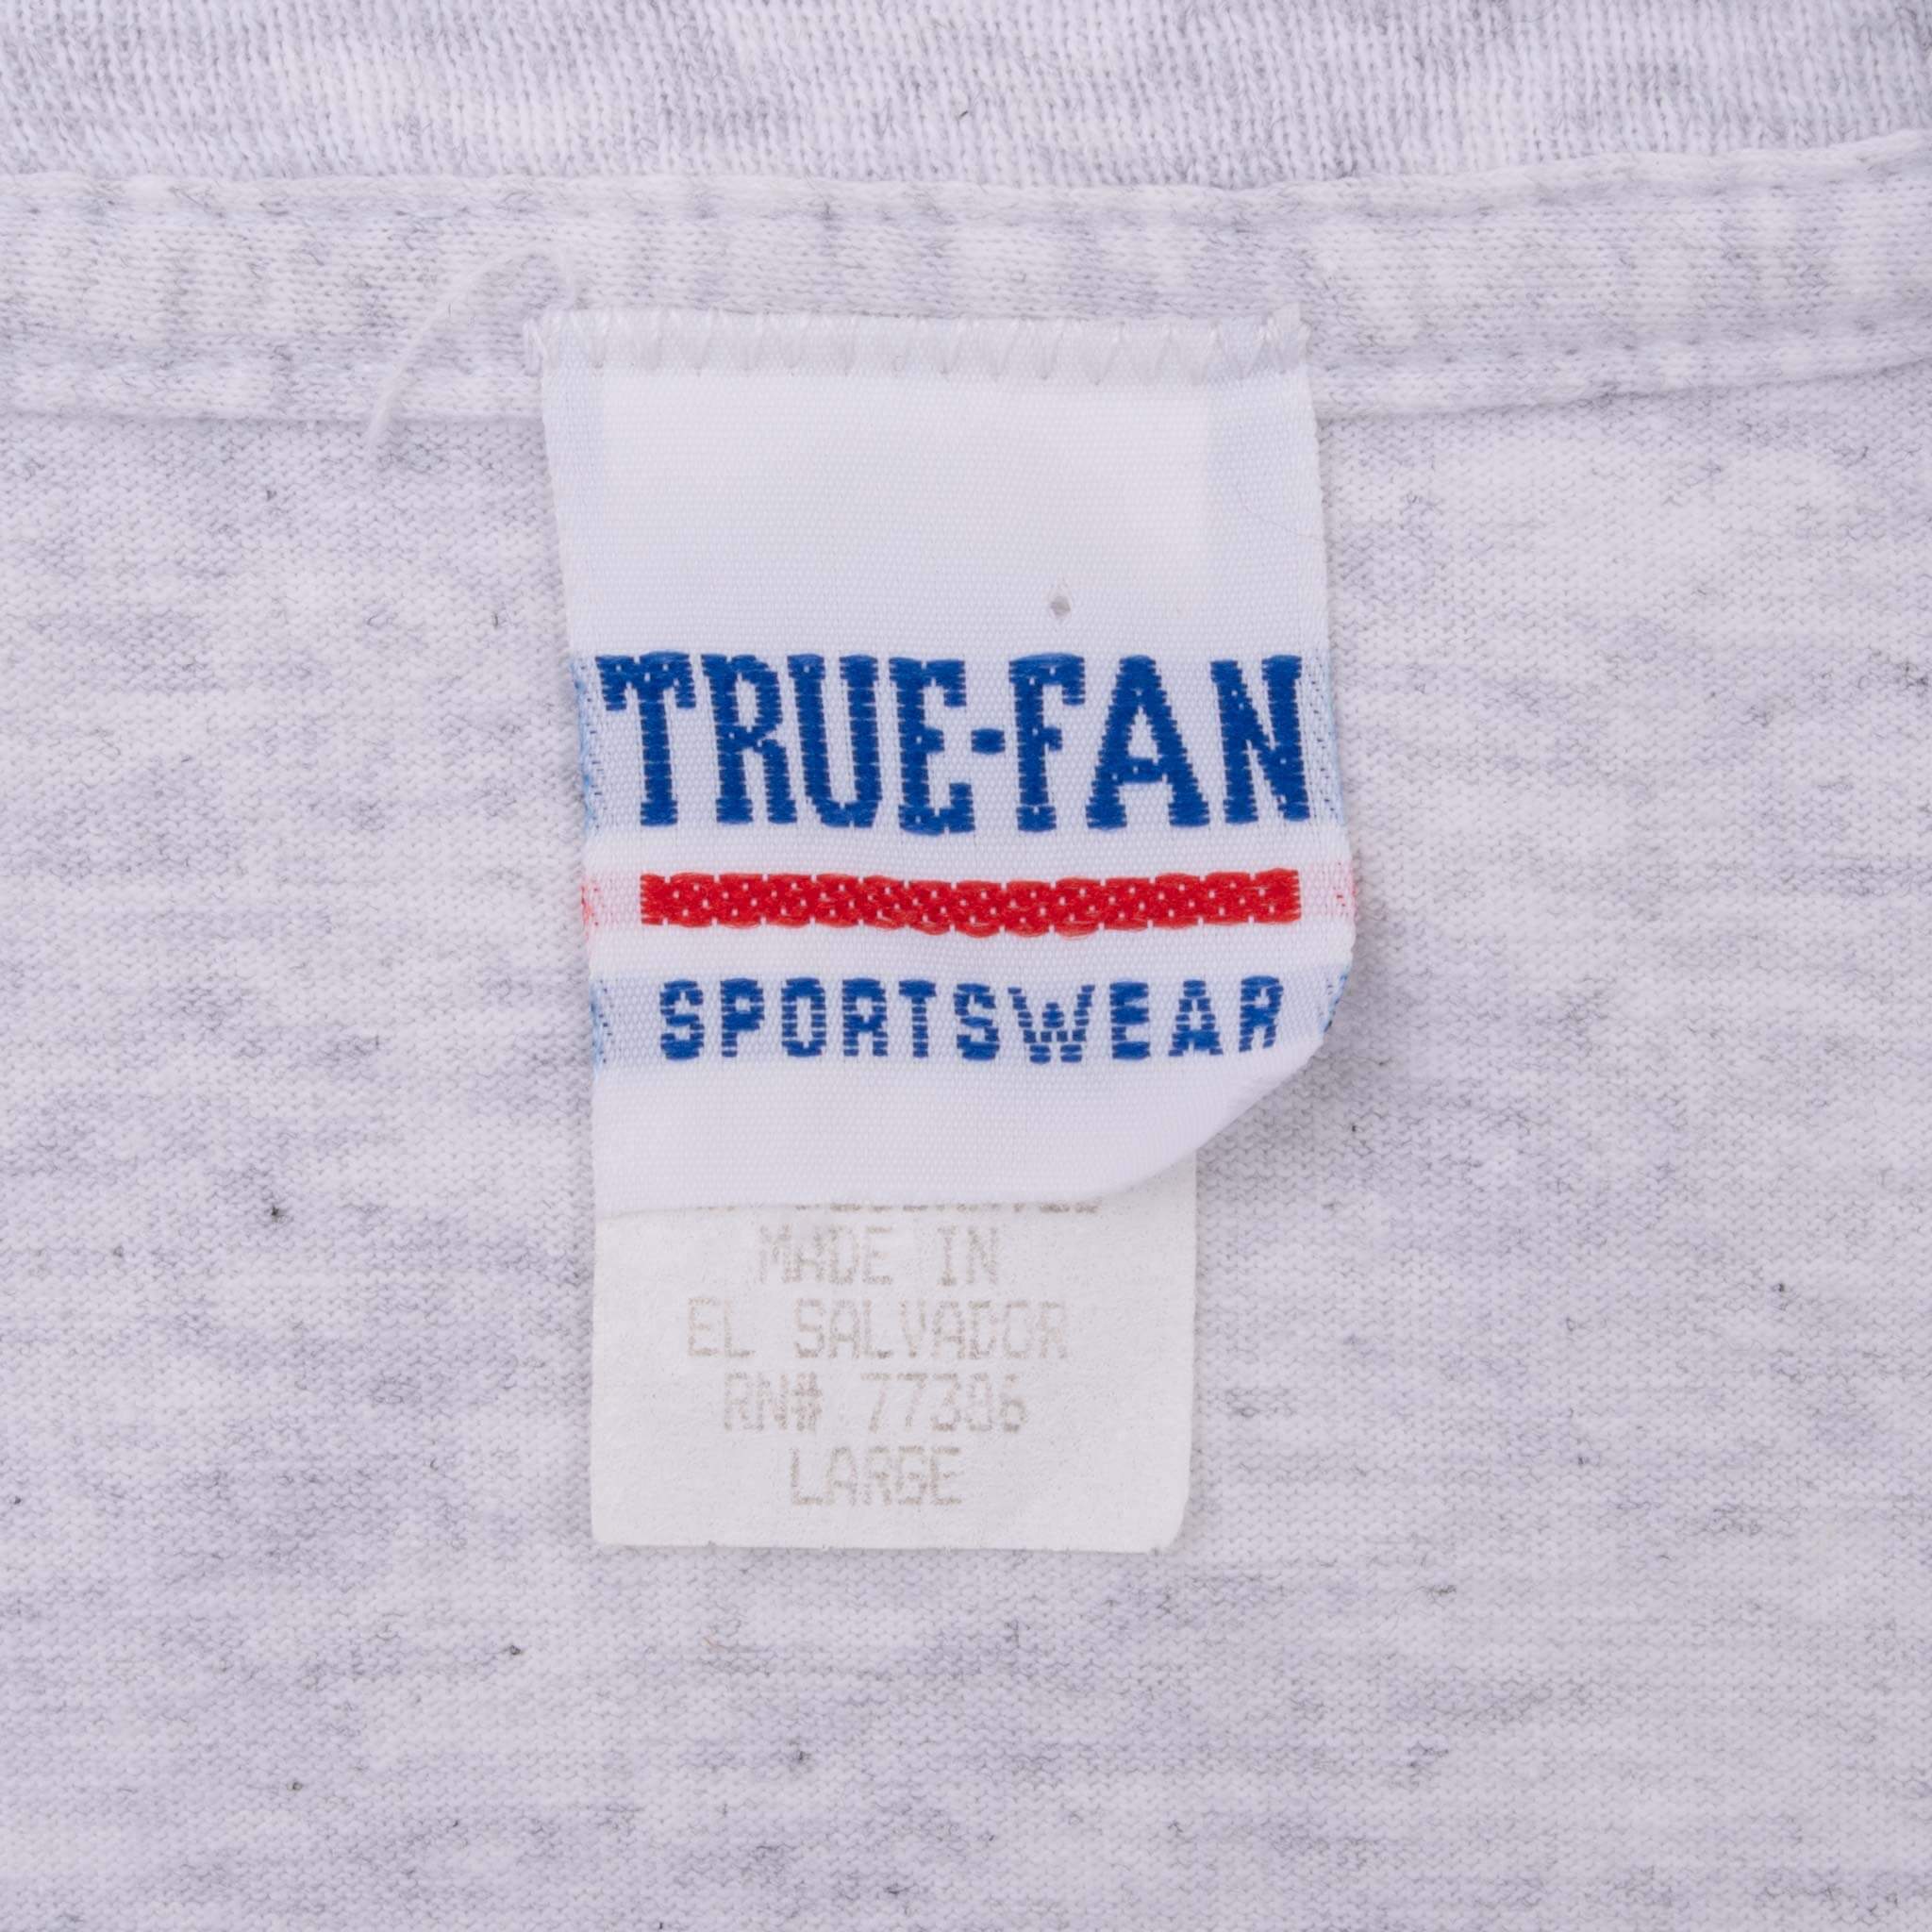 TRUE-FAN
SPORTSWEAR
MADE IN
EL SALVADOR
RN# 77386
LARGE